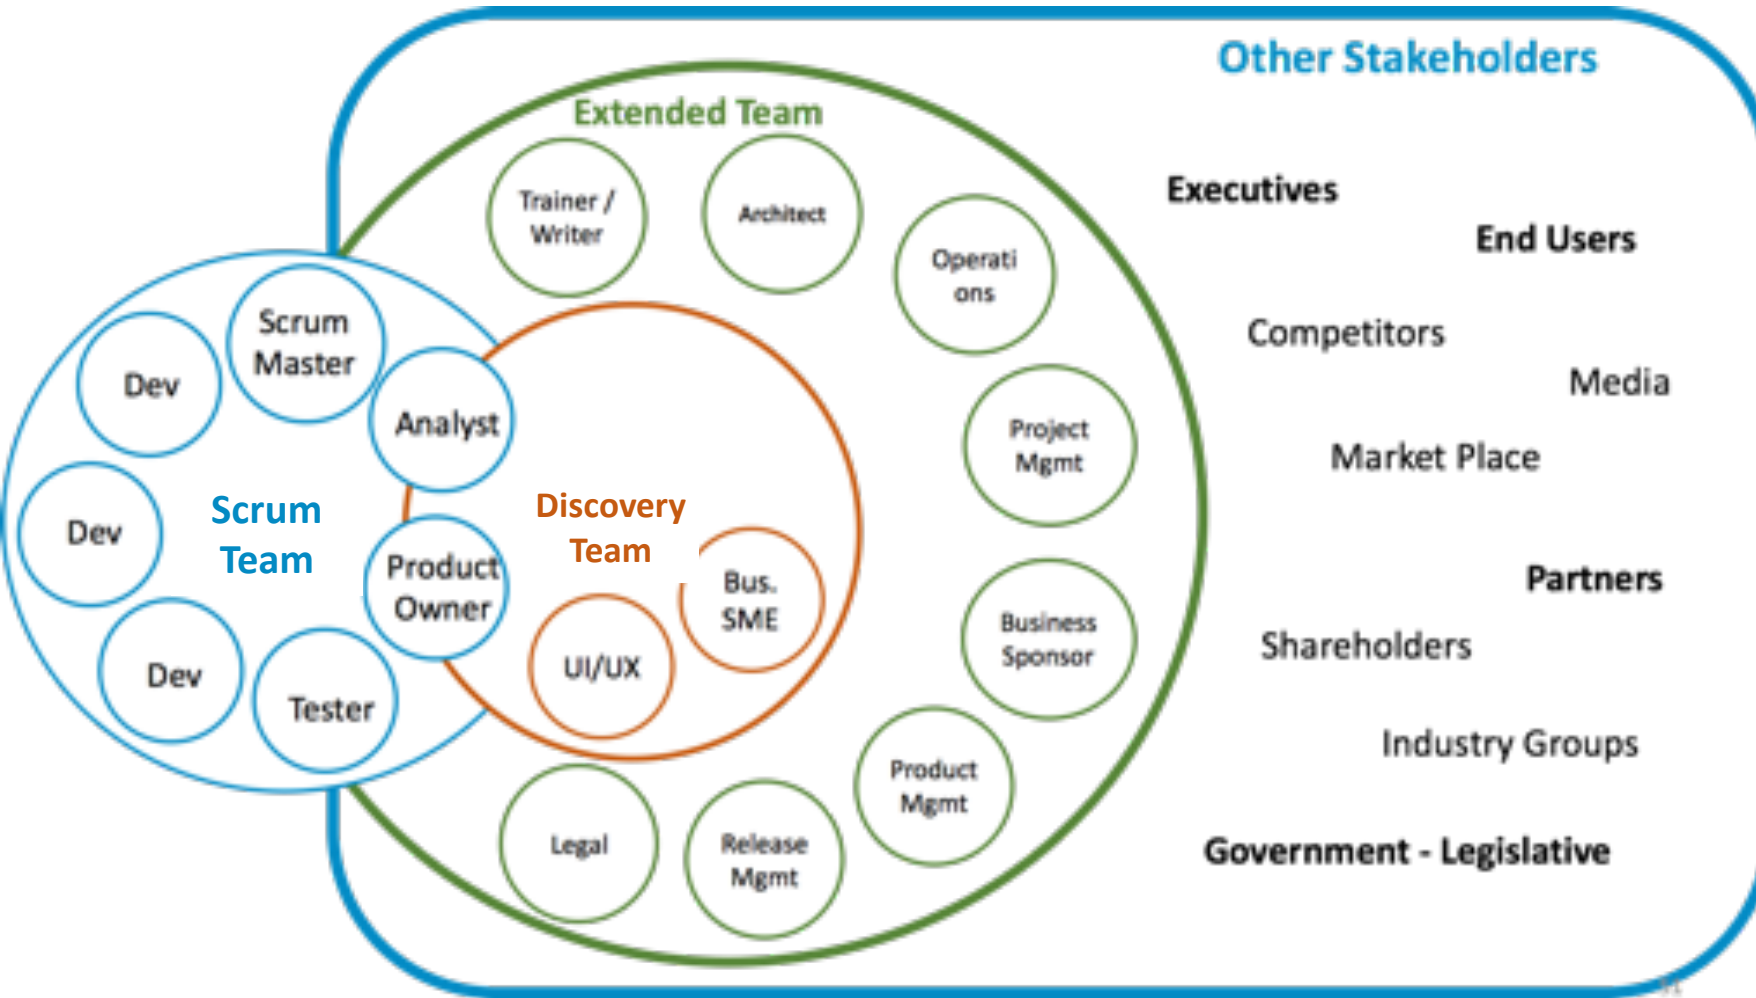 Other Stakeholders
Extended Team
Trainer /
Writer
Architect
Operati
ons
Project
Mgmt
Business
Sponsor
Product
Mgmt
Release
Mgmt
Legal
Scrum
Master
Analyst
Dev
Dev
Dev
Tester
Product
Owner
Scrum
Team
Discovery
Team
Bus.
SME
UI/UX
Executives
End Users
Competitors
Media
Market Place
Partners
Shareholders
Industry Groups
Government - Legislative